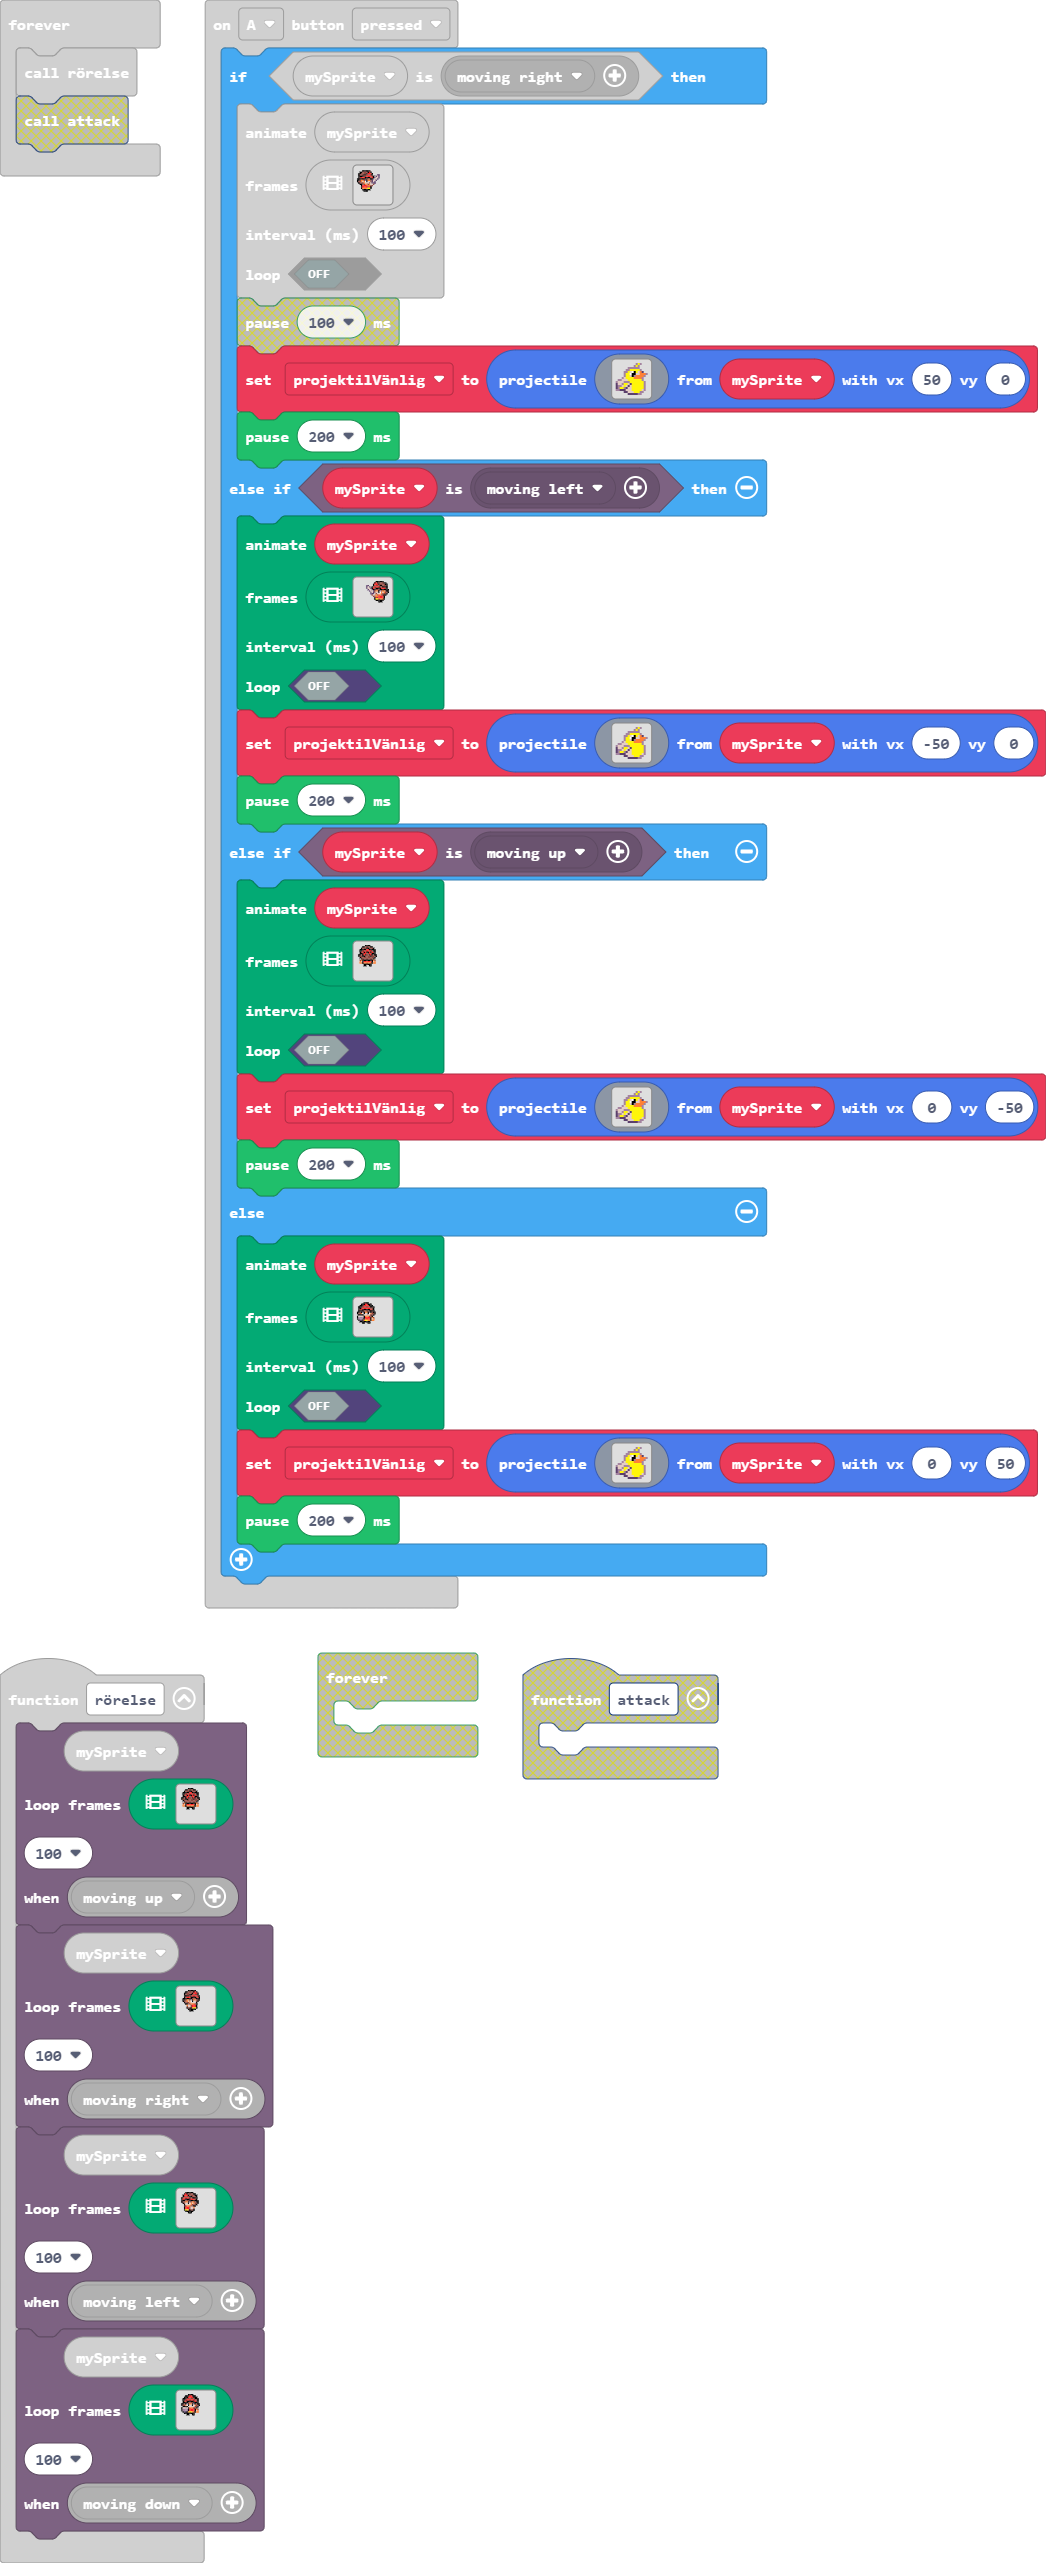 forever
call rörelse
call attack
on A button pressed
if mySprite is moving right then
animate mySprite
frames
interval (ms) 100
loop OFF
pause 100 ms
set projektilVänlig to projectile from mySprite with vx 50 vy 0
pause 200 ms
else if mySprite is moving left then
animate mySprite
frames
interval (ms) 100
loop OFF
set projektilVänlig to projectile from mySprite with vx -50 vy 0
pause 200 ms
else if mySprite is moving up then
animate mySprite
frames
interval (ms) 100
loop OFF
set projektilVänlig to projectile from mySprite with vx 0 vy -50
pause 200 ms
else
animate mySprite
frames
interval (ms) 100
loop OFF
set projektilVänlig to projectile from mySprite with vx 0 vy 50
pause 200 ms
function rörelse
mySprite
loop frames
100
when moving up
mySprite
loop frames
100
when moving right
mySprite
loop frames
100
when moving left
mySprite
loop frames
100
when moving down
forever
function attack